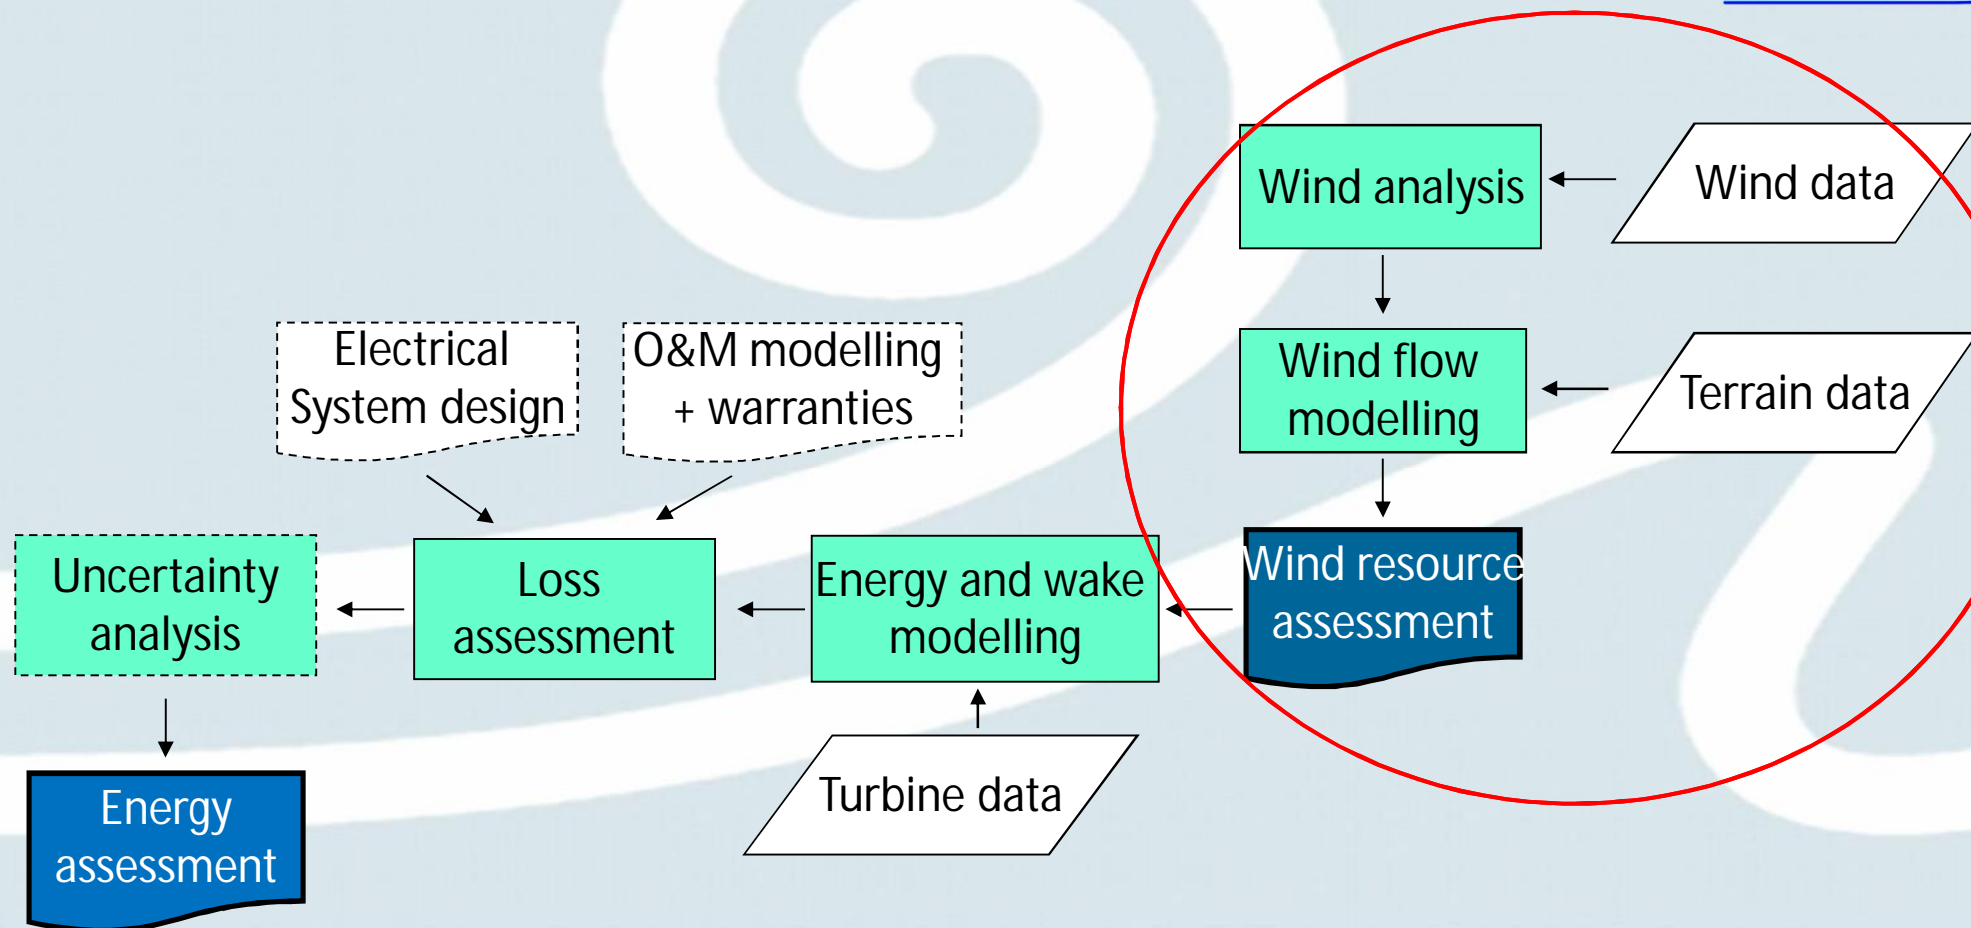 Wind analysis
Wind data
Electrical
System design
O&M modelling
+ warranties
Wind flow
modelling
Terrain data
Uncertainty
analysis
Loss
assessment
Energy and wake
modelling
Wind resource
assessment
Energy
assessment
Turbine data